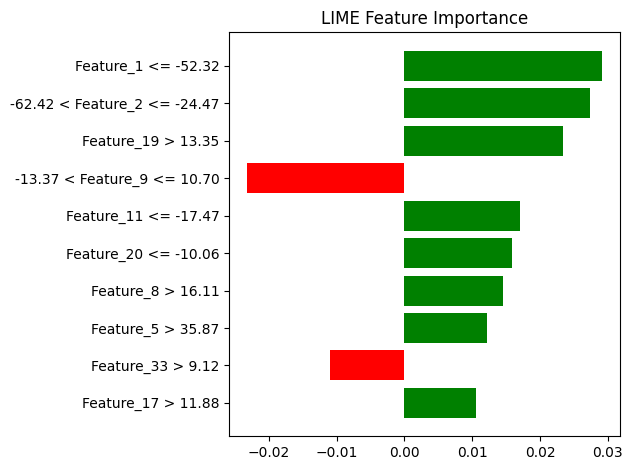 LIME Feature Importance
Feature_1 <= -52.32
-62.42 < Feature_2 <= -24.47
Feature_19 > 13.35
-13.37 < Feature_9 <= 10.70
Feature_11 <= -17.47
Feature_20 <= -10.06
Feature_8 > 16.11
Feature_5 > 35.87
Feature_33 > 9.12
Feature_17 > 11.88
−0.02 −0.01 0.00 0.01 0.02 0.03